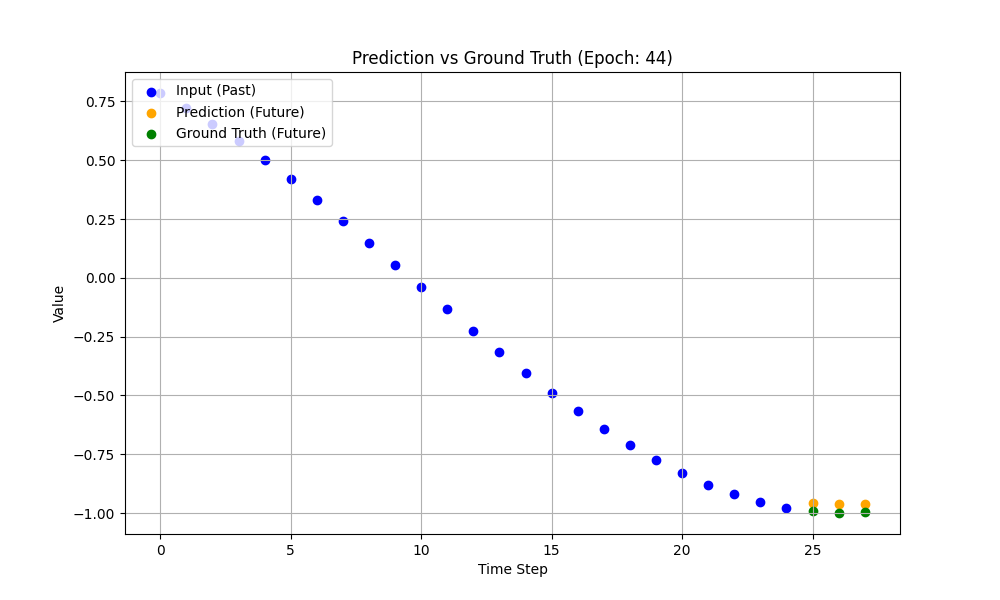 Prediction vs Ground Truth (Epoch: 44)
Input (Past)
Prediction (Future)
Ground Truth (Future)
Value
0.75
0.50
0.25
0.00
−0.25
−0.50
−0.75
−1.00
0 5 10 15 20 25
Time Step